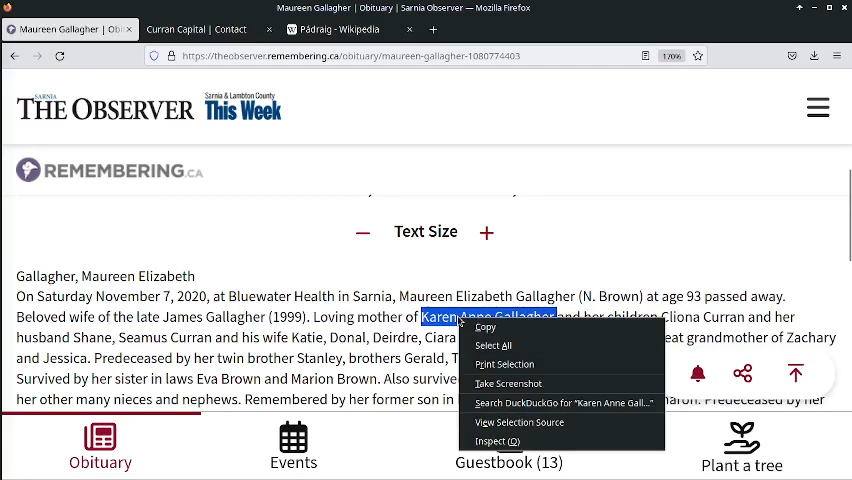 Maureen Gallagher | Obituary | Sarnia Observer — Mozilla Firefox
Maureen Gallagher | Obi
Curran Capital | Contact
Pádraig - Wikipedia
https://theobserver.remembering.ca/obituary/maureen-gallagher-1080774403
170%
SARNIA
THE OBSERVER
Sarnia & Lambton County
This Week
REMEMBERING.CA
Text Size
Gallagher, Maureen Elizabeth
On Saturday November 7, 2020, at Bluewater Health in Sarnia, Maureen Elizabeth Gallagher (N. Brown) at age 93 passed away.
Beloved wife of the late James Gallagher (1999). Loving mother of Karen Anne Gallagher and her children Cliona Curran and her
husband Shane, Seamus Curran and his wife Katie, Donal, Deirdre, Ciara eat grandmother of Zachary
and Jessica. Predeceased by her twin brother Stanley, brothers Gerald, T
Survived by her sister in laws Eva Brown and Marion Brown. Also survive
her other many nieces and nephews. Remembered by her former son in haron. Predeceased by her
Copy
Select All
Print Selection
Take Screenshot
Search DuckDuckGo for “Karen Anne Gall...”
View Selection Source
Inspect (Q)
Obituary
Events
Guestbook (13)
Plant a tree